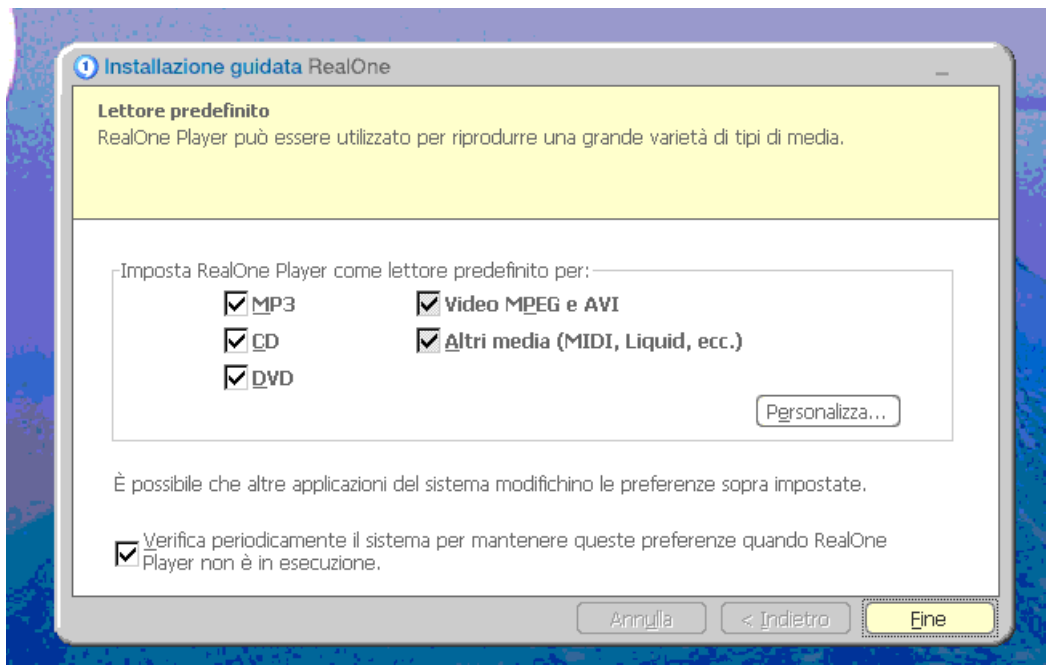 Installazione guidata RealOne
Lettore predefinito
RealOne Player può essere utilizzato per riprodurre una grande varietà di tipi di media.
Imposta RealOne Player come lettore predefinito per:
MP3
Video MPEG e AVI
CD
Altri media (MIDI, Liquid, ecc.)
DVD
Personalizza...
È possibile che altre applicazioni del sistema modifichino le preferenze sopra impostate.
Verifica periodicamente il sistema per mantenere queste preferenze quando RealOne
Player non è in esecuzione.
Annulla
< Indietro
Fine